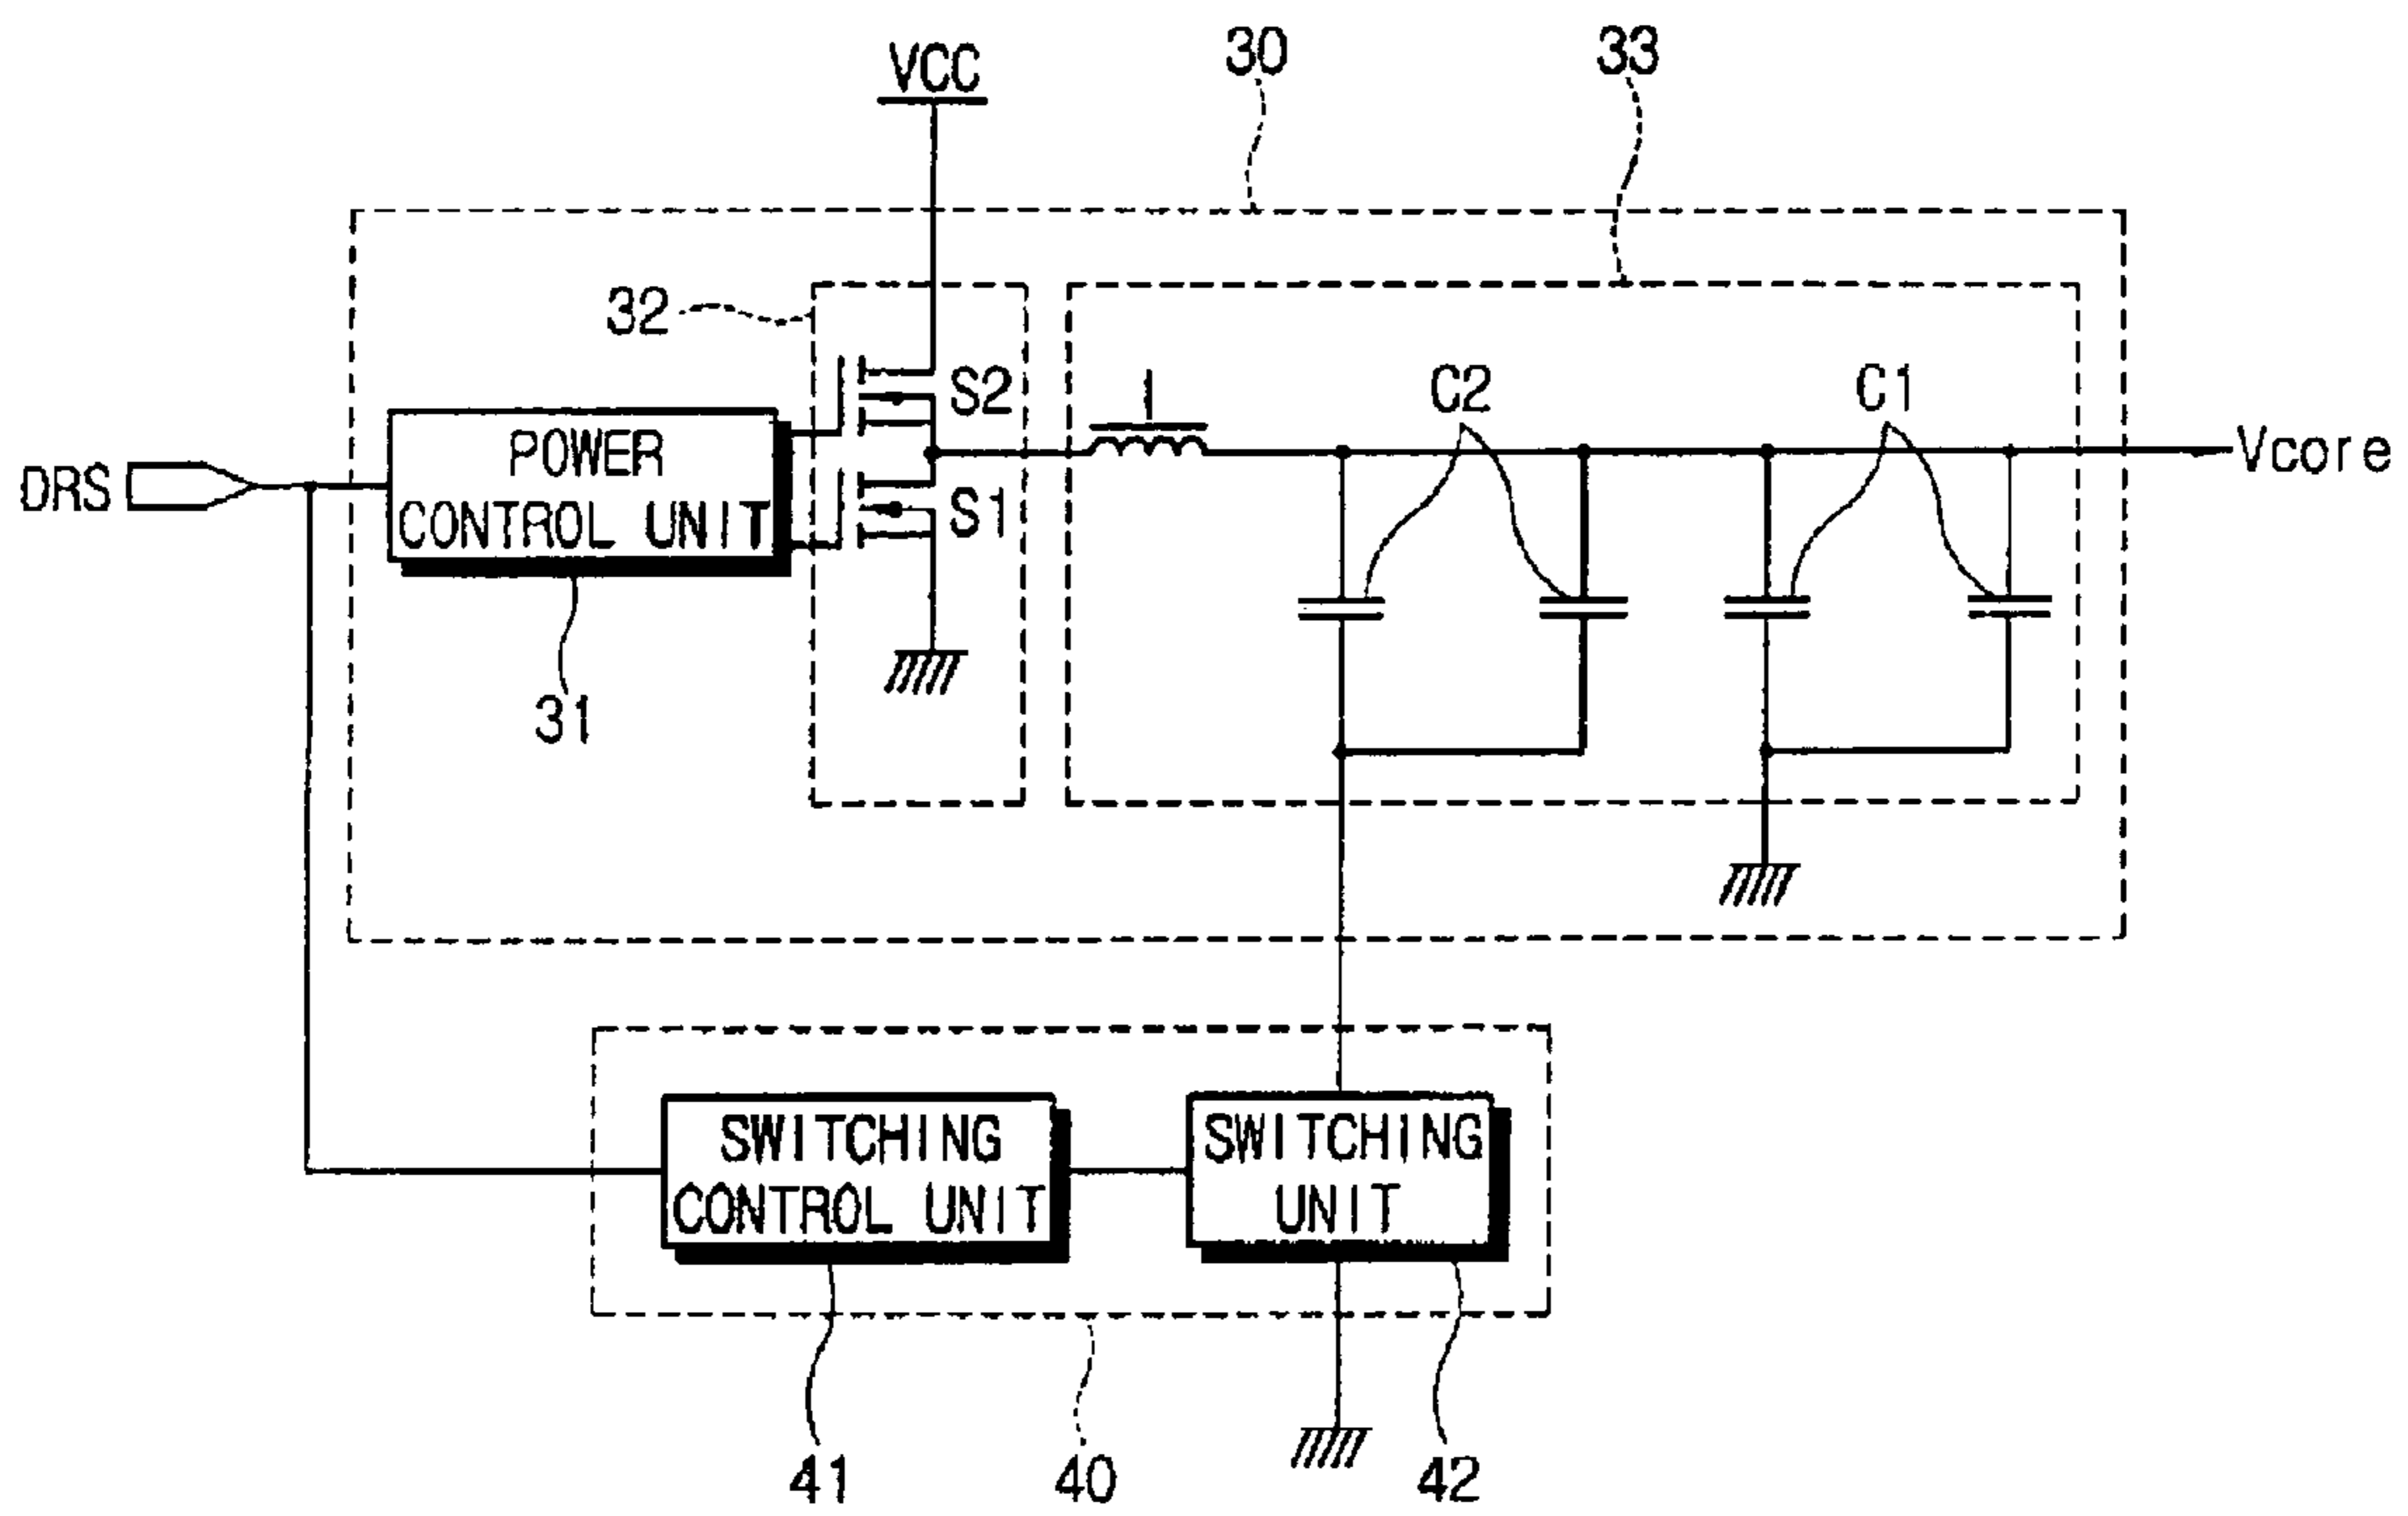 30
33
VCC
32
S2
I
C2
C1
Vcore
POWER
CONTROL UNIT
DRS
S1
31
SWITCHING
CONTROL UNIT
SWITCHING
UNIT
41
40
42